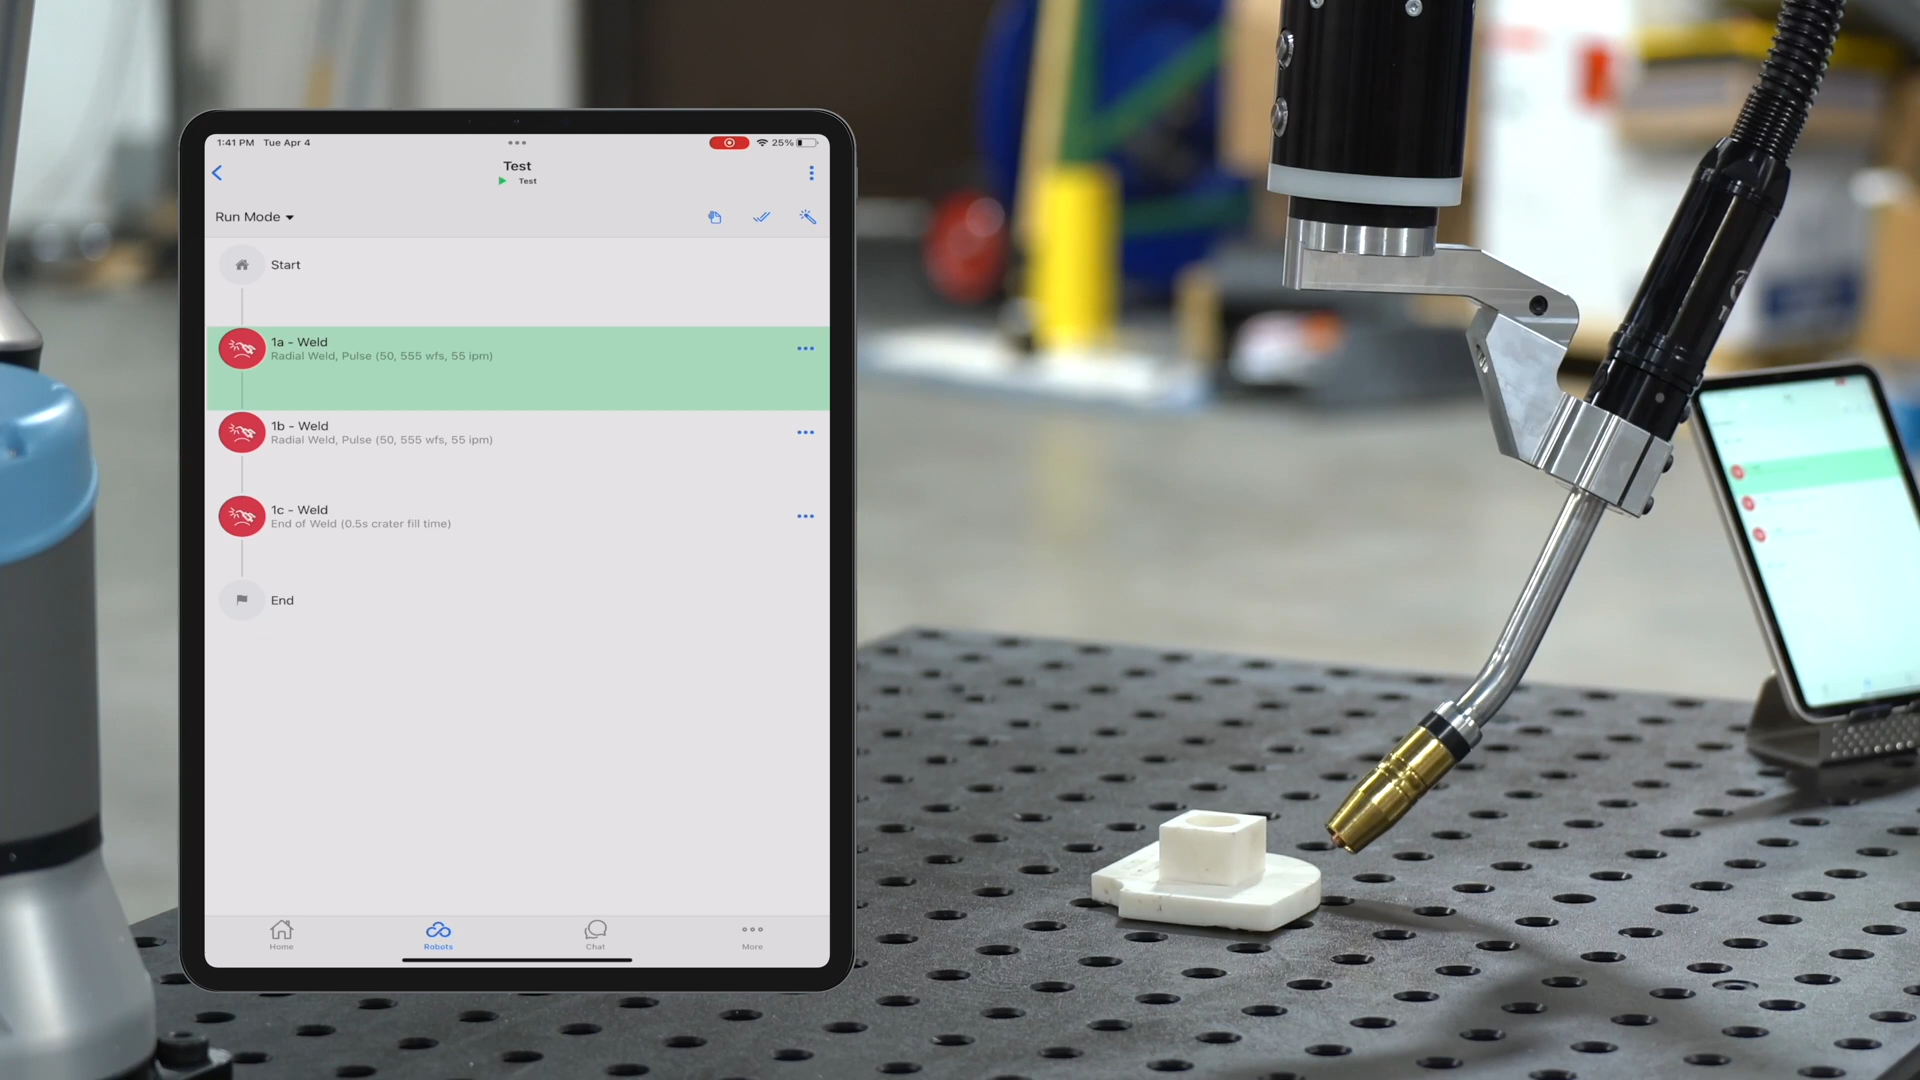 1:41 PM Tue Apr 4
25%
Test
Test
Run Mode
Start
1a - Weld
Radial Weld, Pulse (50, 555 wfs, 55 ipm)
1b - Weld
Radial Weld, Pulse (50, 555 wfs, 55 ipm)
1c - Weld
End of Weld (0.5s crater fill time)
End
Home
Robots
Chat
More